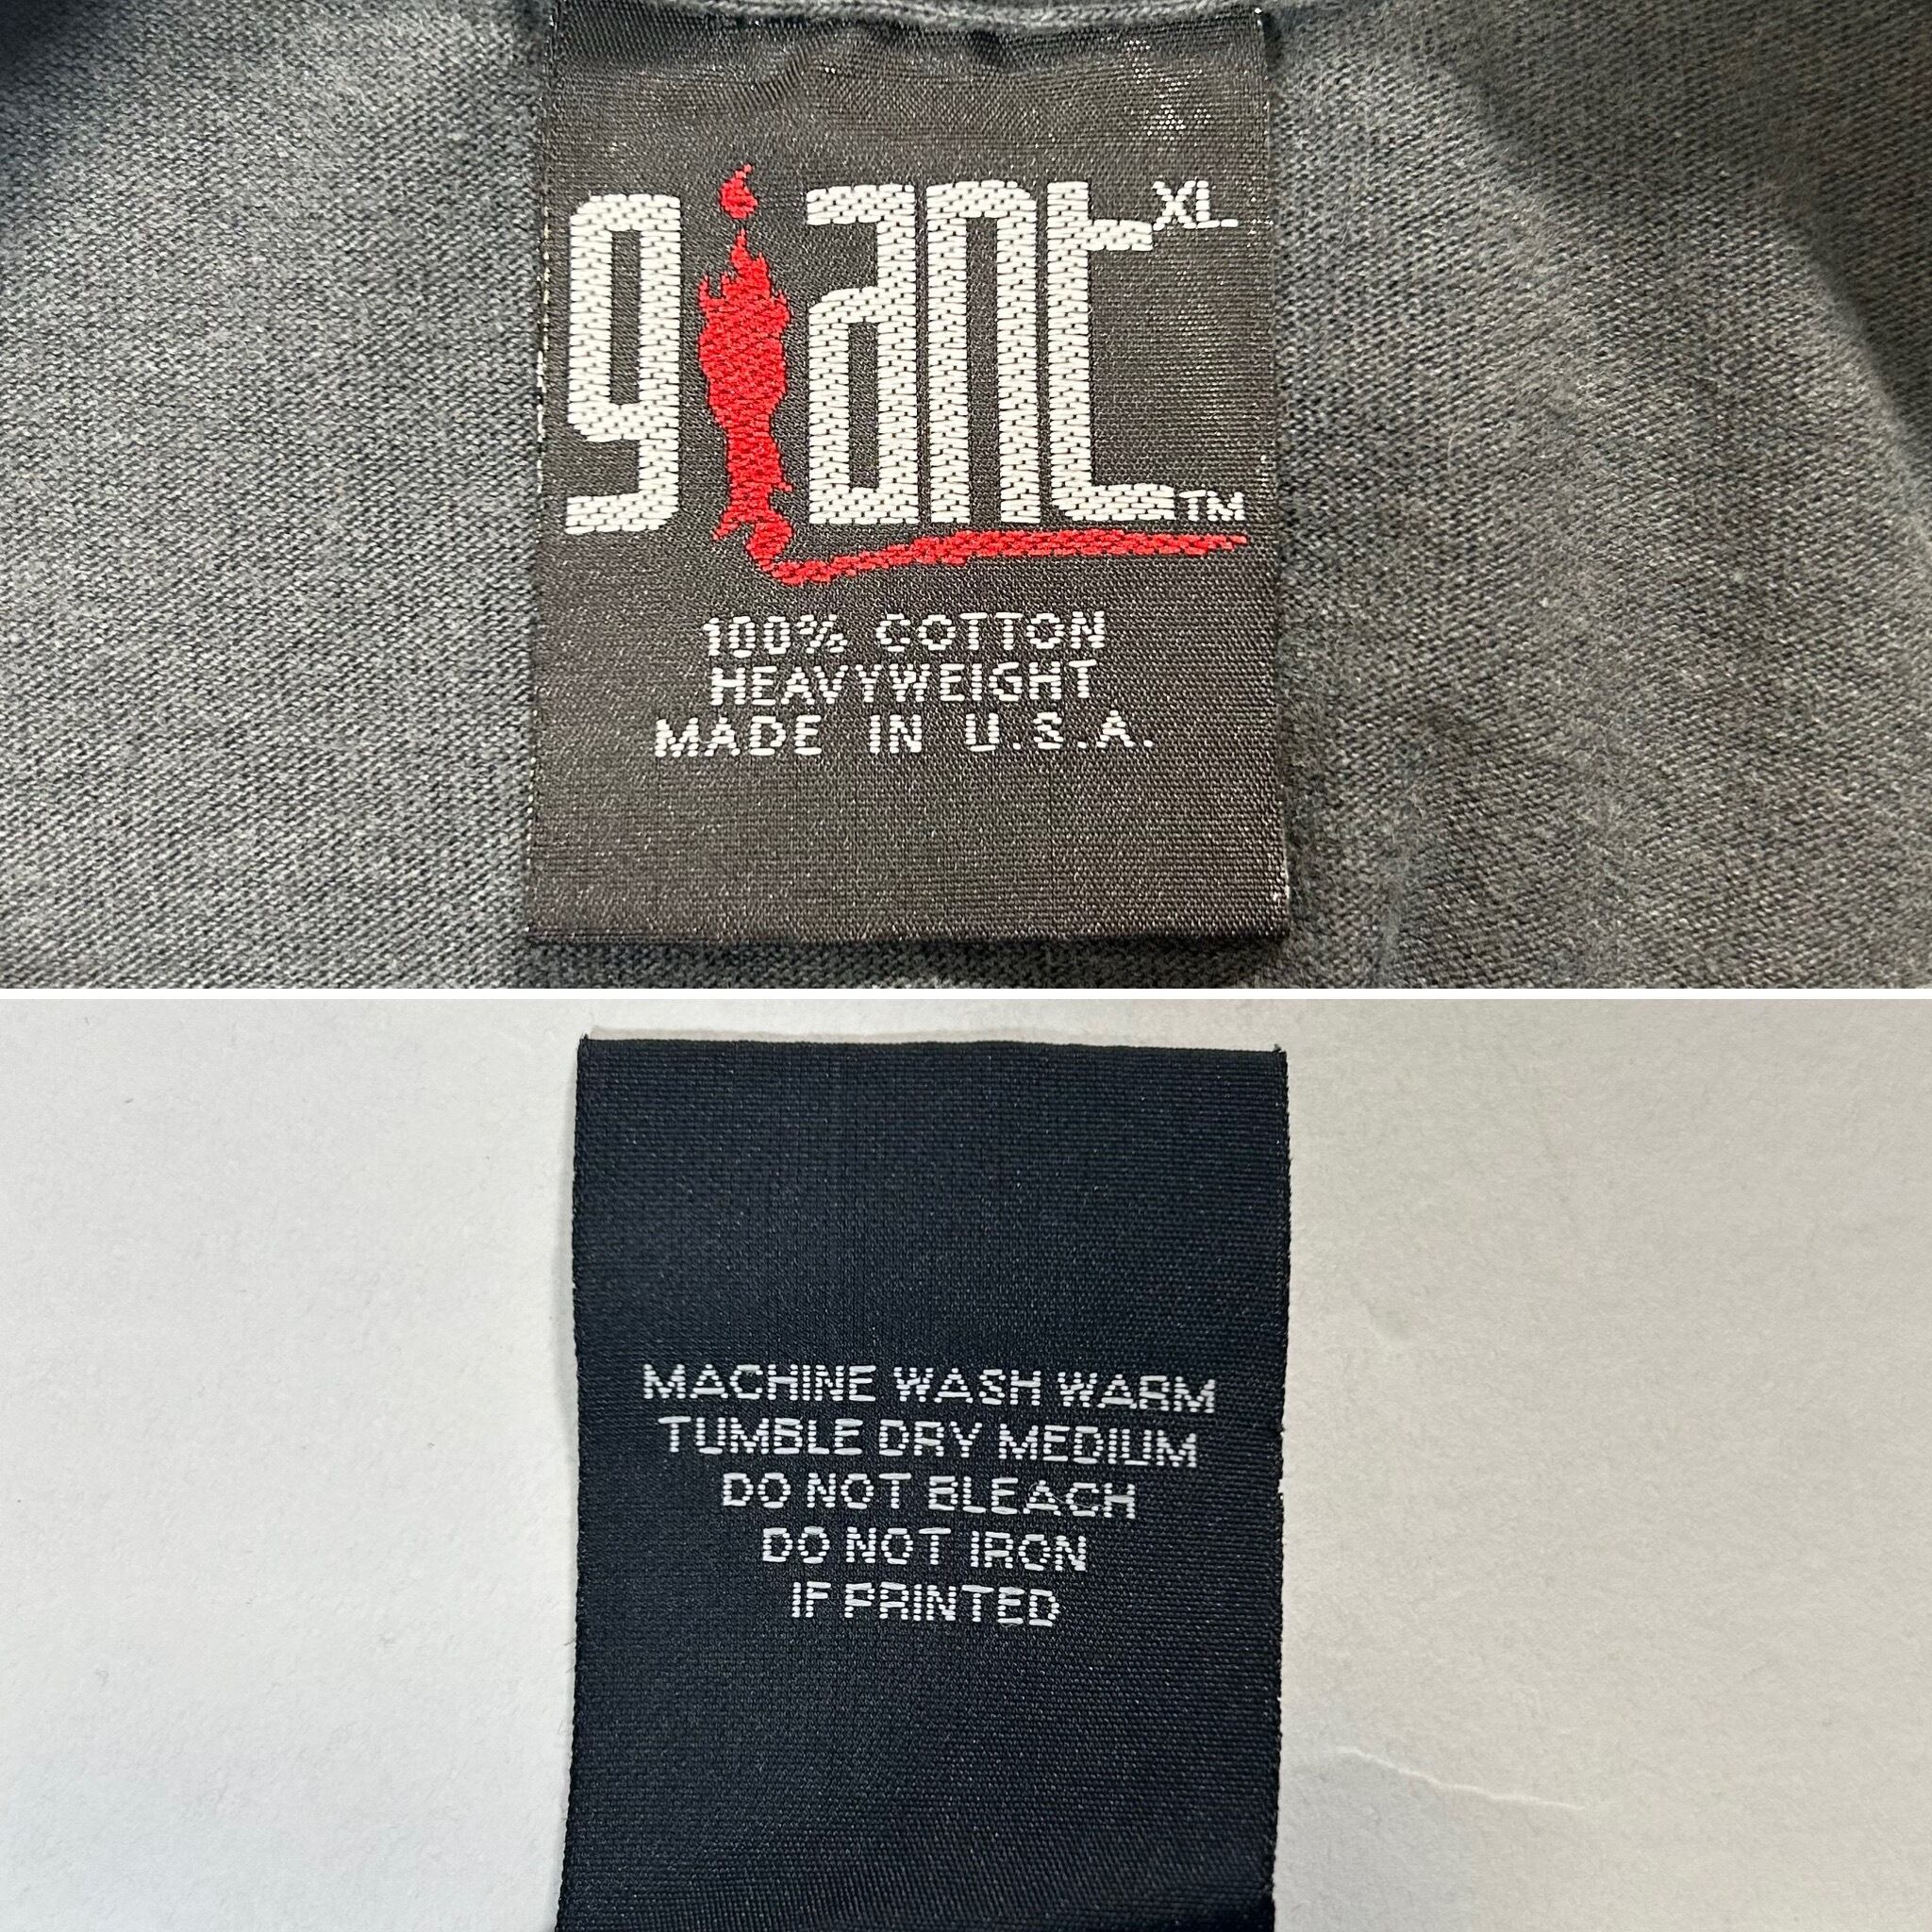 giant XL
TM
100% COTTON
HEAVYWEIGHT
MADE IN U.S.A.
MACHINE WASH WARM
TUMBLE DRY MEDIUM
DO NOT BLEACH
DO NOT IRON
IF PRINTED